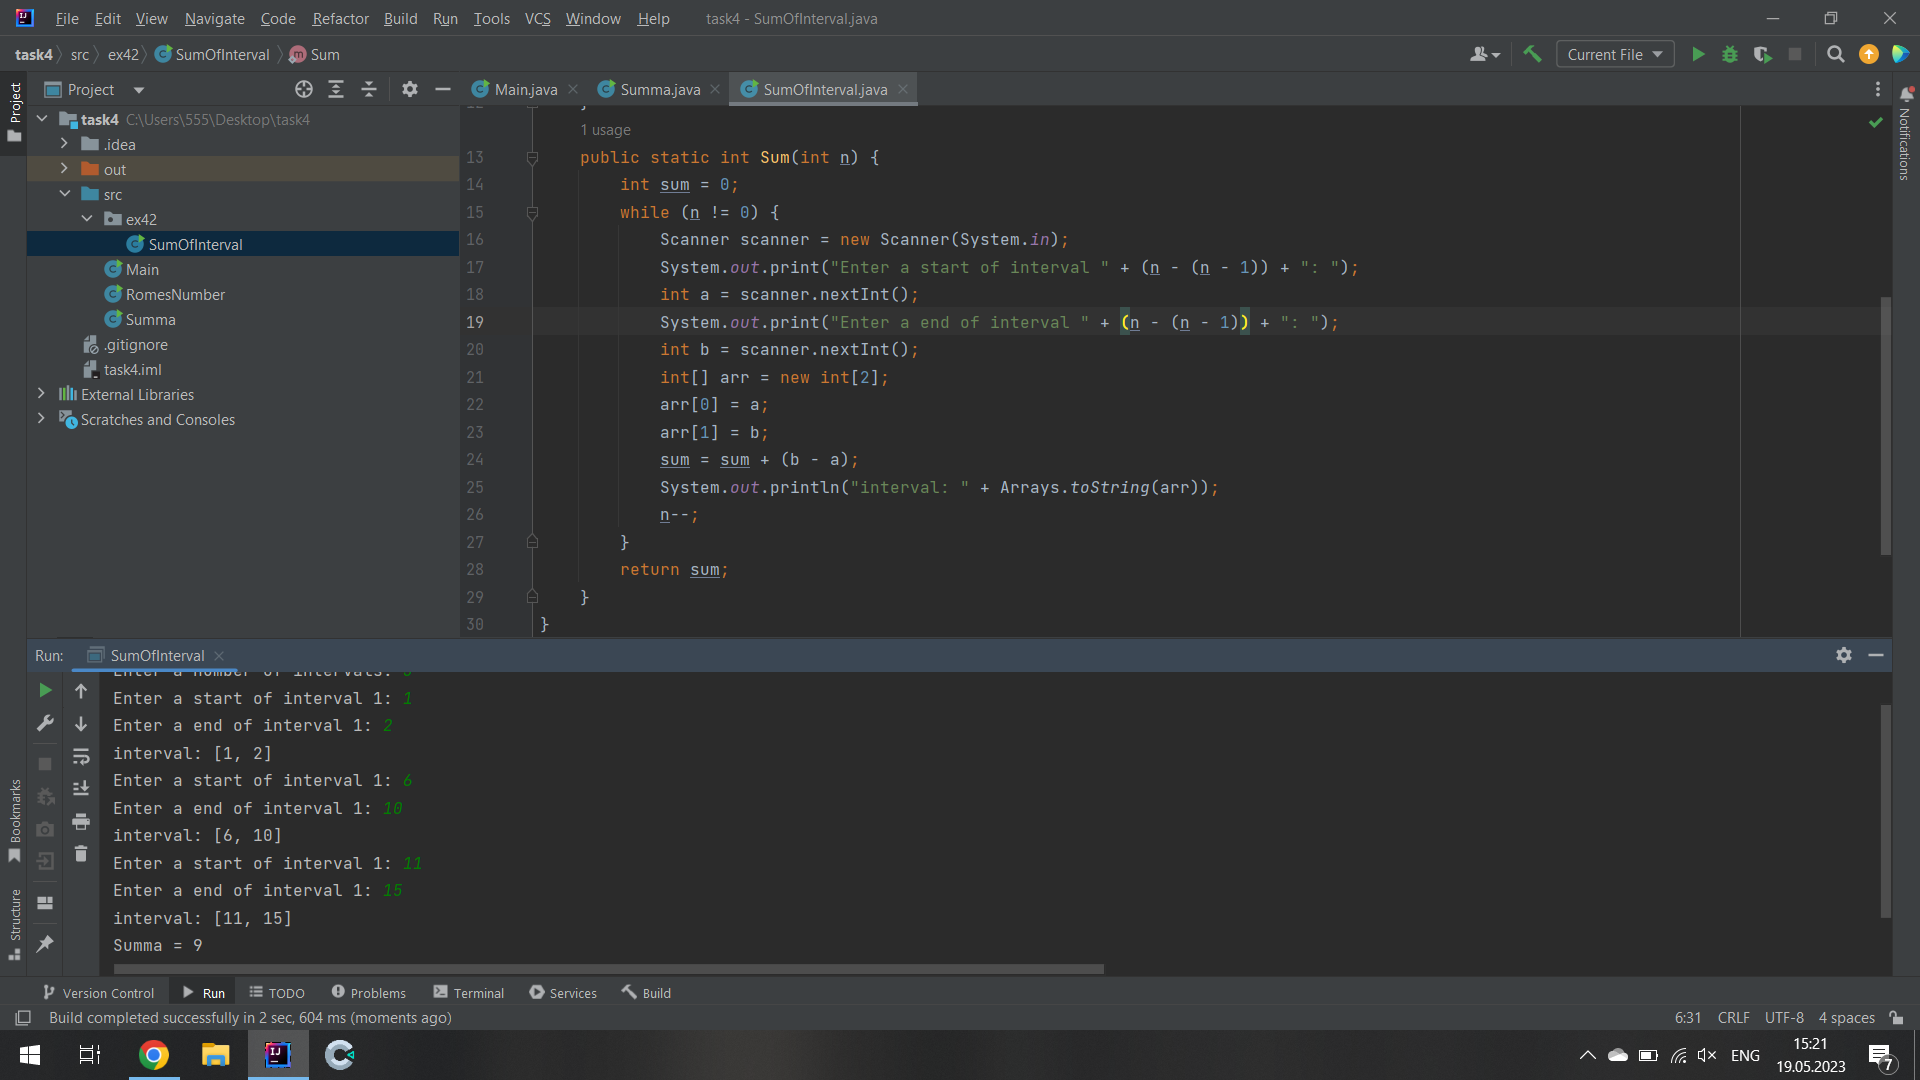 File Edit View Navigate Code Refactor Build Run Tools VCS Window Help task4 - SumOfInterval.java
task4 src ex42 SumOfInterval Sum
Current File
Project
Main.java Summa.java SumOfInterval.java
Project
Notifications
task4 C:\Users\555\Desktop\task4
.idea
out
src
ex42
SumOfInterval
Main
RomesNumber
Summa
.gitignore
task4.iml
External Libraries
Scratches and Consoles
1 usage
13 public static int Sum(int n) {
14 int sum = 0;
15 while (n != 0) {
16 Scanner scanner = new Scanner(System.in);
17 System.out.print("Enter a start of interval " + (n - (n - 1)) + ": ");
18 int a = scanner.nextInt();
19 System.out.print("Enter a end of interval " + (n - (n - 1)) + ": ");
20 int b = scanner.nextInt();
21 int[] arr = new int[2];
22 arr[0] = a;
23 arr[1] = b;
24 sum = sum + (b - a);
25 System.out.println("interval: " + Arrays.toString(arr));
26 n--;
27 }
28 return sum;
29 }
30 }
Run: SumOfInterval
Enter a number of intervals: 3
Enter a start of interval 1: 1
Enter a end of interval 1: 2
interval: [1, 2]
Enter a start of interval 1: 6
Enter a end of interval 1: 10
interval: [6, 10]
Enter a start of interval 1: 11
Enter a end of interval 1: 15
interval: [11, 15]
Summa = 9
Bookmarks
Structure
Version Control Run TODO Problems Terminal Services Build
Build completed successfully in 2 sec, 604 ms (moments ago)
6:31 CRLF UTF-8 4 spaces
ENG
15:21
19.05.2023
7